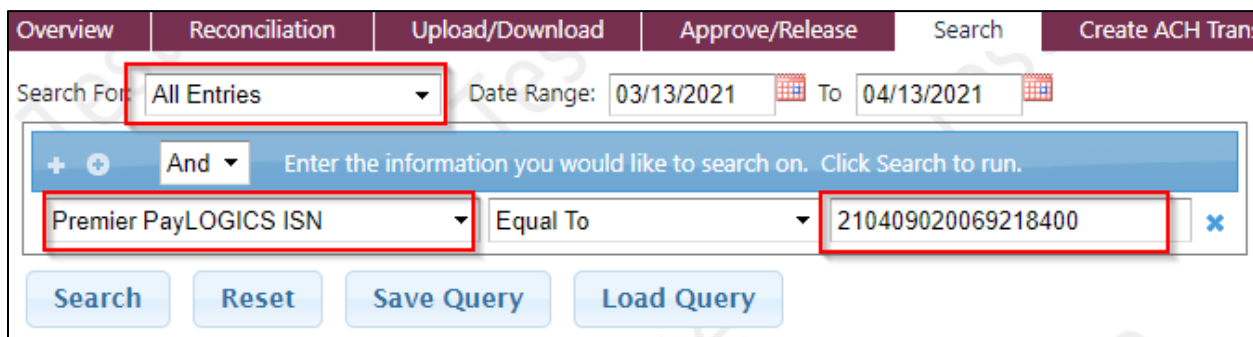 Overview Reconciliation Upload/Download Approve/Release Search Create ACH Trans
Search For: All Entries Date Range: 03/13/2021 To 04/13/2021
And Enter the information you would like to search on. Click Search to run.
Premier PayLOGICS ISN Equal To 210409020069218400
Search Reset Save Query Load Query